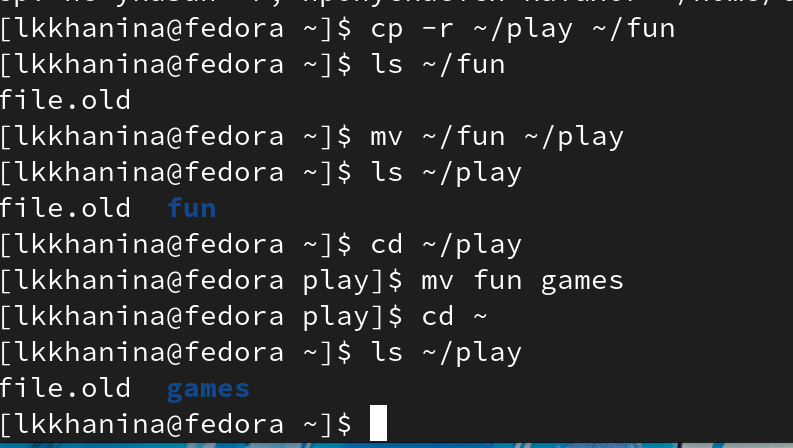 [lkkhanina@fedora ~]$ cp -r ~/play ~/fun
[lkkhanina@fedora ~]$ ls ~/fun
file.old
[lkkhanina@fedora ~]$ mv ~/fun ~/play
[lkkhanina@fedora ~]$ ls ~/play
file.old  fun
[lkkhanina@fedora ~]$ cd ~/play
[lkkhanina@fedora play]$ mv fun games
[lkkhanina@fedora play]$ cd ~
[lkkhanina@fedora ~]$ ls ~/play
file.old  games
[lkkhanina@fedora ~]$